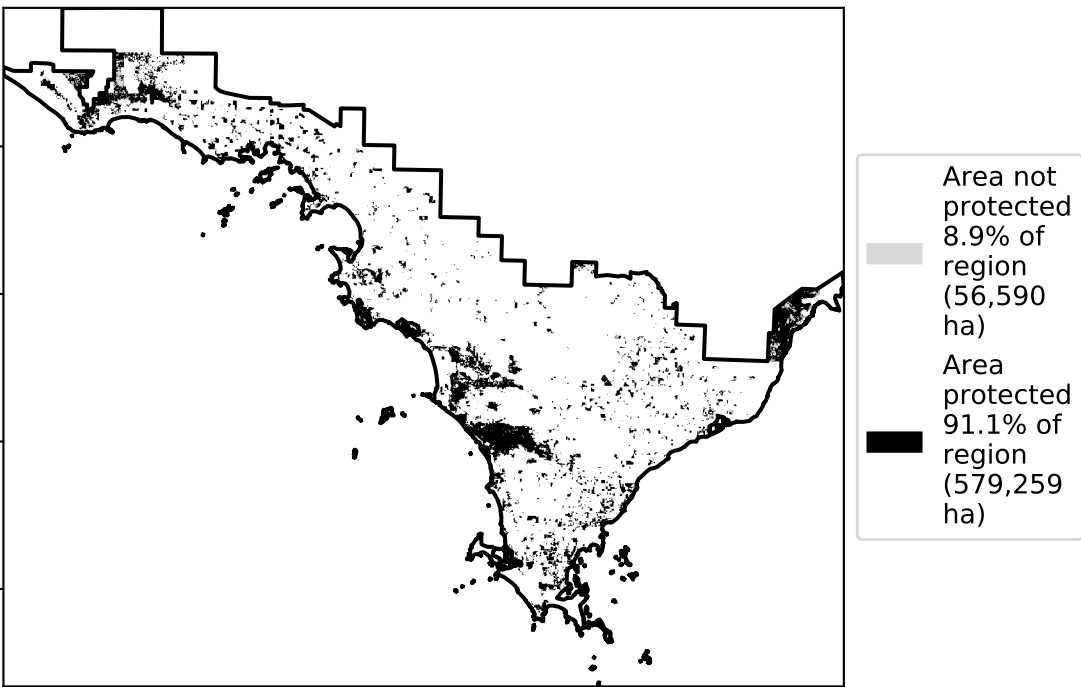 Area not
protected
8.9% of
region
(56,590
ha)
Area
protected
91.1% of
region
(579,259
ha)